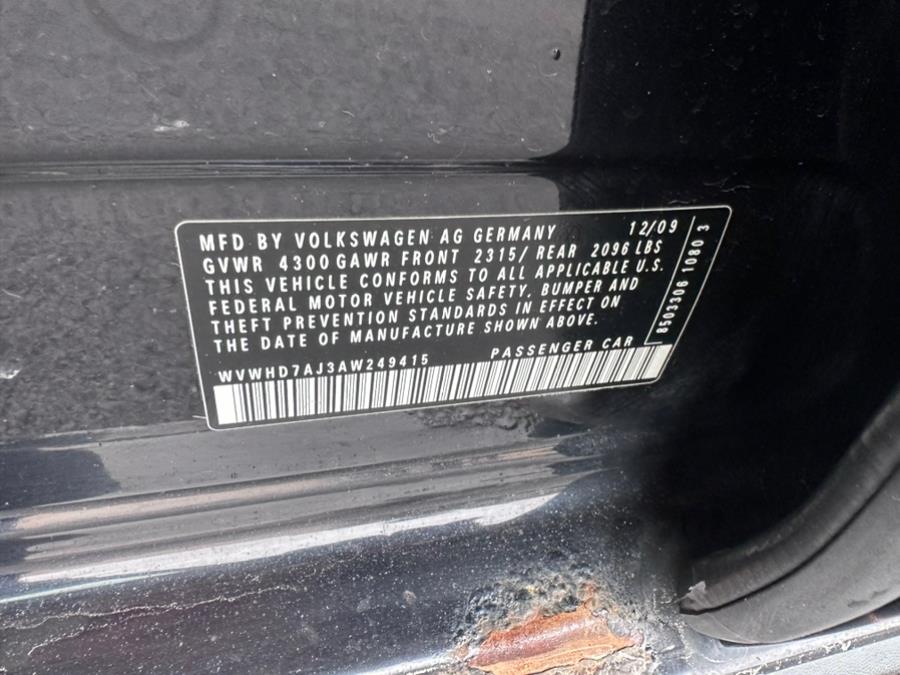 MFD BY VOLKSWAGEN AG GERMANY 12/09
GVWR 4300 GAWR FRONT 2315/ REAR 2096 LBS
THIS VEHICLE CONFORMS TO ALL APPLICABLE U.S.
FEDERAL MOTOR VEHICLE SAFETY, BUMPER AND
THEFT PREVENTION STANDARDS IN EFFECT ON
THE DATE OF MANUFACTURE SHOWN ABOVE.
WVWHD7AJ3AW249415 PASSENGER CAR
8503306 1080 3